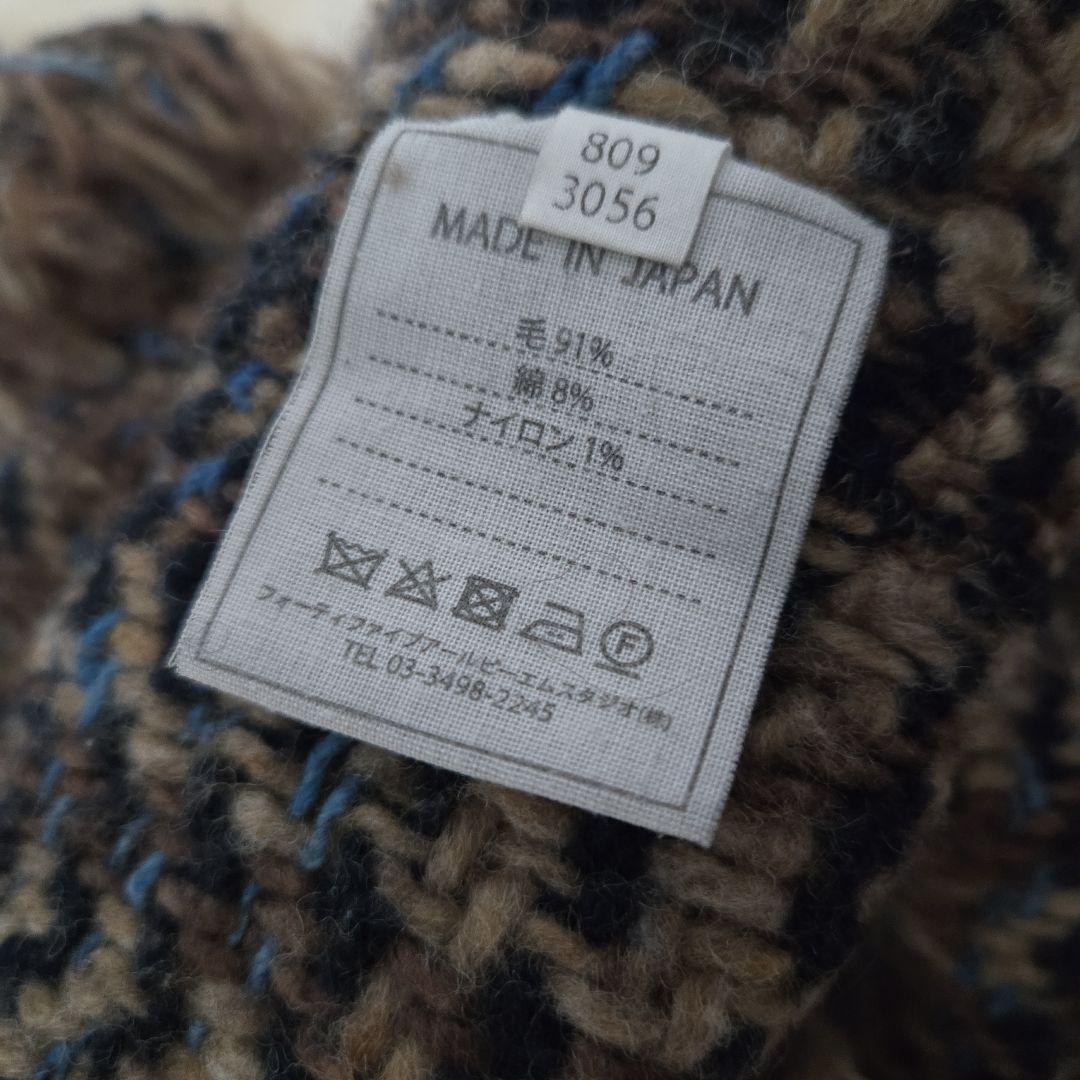 809
3056
MADE IN JAPAN
毛 91%
綿 8%
ナイロン 1%
F
フォーティファイブアールピーエムスタジオ(株)
TEL 03-3498-2245